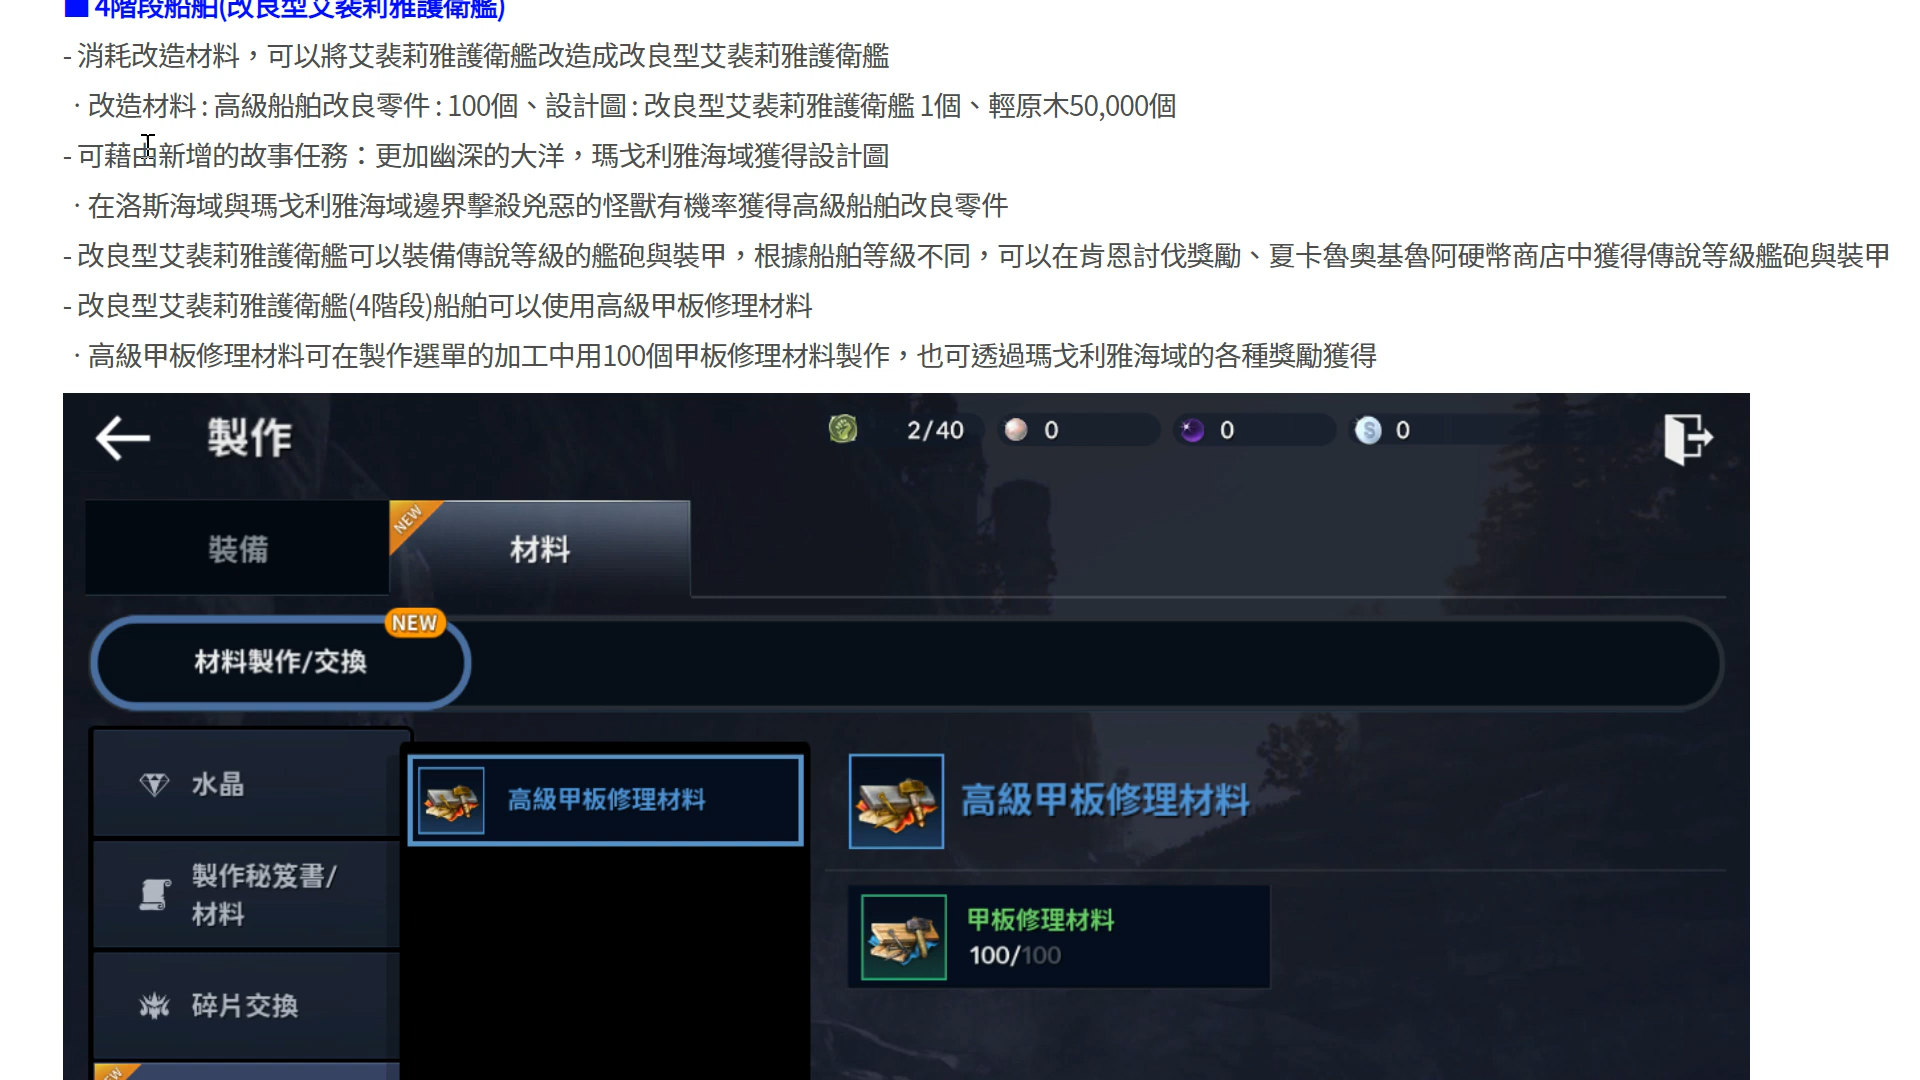 ■ 4階段船舶(改良型艾裴莉雅護衛艦)
- 消耗改造材料，可以將艾裴莉雅護衛艦改造成改良型艾裴莉雅護衛艦
· 改造材料 : 高級船舶改良零件 : 100個、設計圖 : 改良型艾裴莉雅護衛艦 1個、輕原木50,000個
- 可藉由新增的故事任務：更加幽深的大洋，瑪戈利雅海域獲得設計圖
· 在洛斯海域與瑪戈利雅海域邊界擊殺兇惡的怪獸有機率獲得高級船舶改良零件
- 改良型艾裴莉雅護衛艦可以裝備傳說等級的艦砲與裝甲，根據船舶等級不同，可以在肯恩討伐獎勵、夏卡魯奧基魯阿硬幣商店中獲得傳說等級艦砲與裝甲
- 改良型艾裴莉雅護衛艦(4階段)船舶可以使用高級甲板修理材料
· 高級甲板修理材料可在製作選單的加工中用100個甲板修理材料製作，也可透過瑪戈利雅海域的各種獎勵獲得
製作
2/40
0
0
0
裝備
NEW
材料
NEW
材料製作/交換
水晶
高級甲板修理材料
高級甲板修理材料
製作秘笈書/
材料
甲板修理材料
100/100
碎片交換
NEW